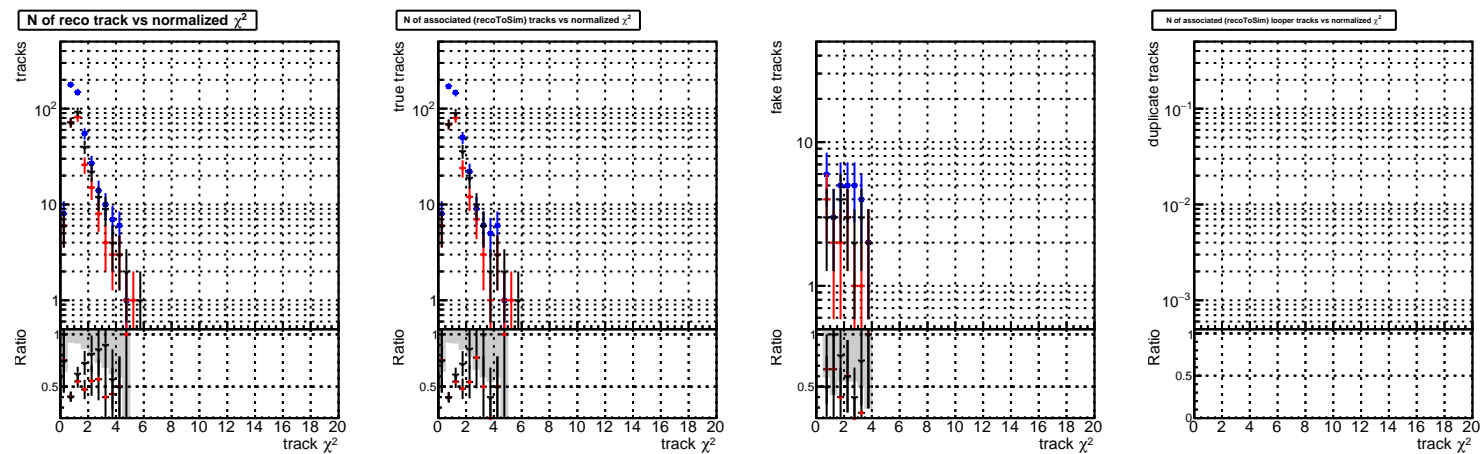 N of reco track vs normalized χ²
tracks
10²
10
1
Ratio
1
0.5
0 2 4 6 8 10 12 14 16 18 20
track χ²
N of associated (recoToSim) tracks vs normalized χ²
true tracks
10²
10
1
Ratio
1
0.5
0 2 4 6 8 10 12 14 16 18 20
track χ²
fake tracks
10
1
Ratio
1
0.5
0 2 4 6 8 10 12 14 16 18 20
track χ²
N of associated (recoToSim) looper tracks vs normalized χ²
duplicate tracks
10⁻¹
10⁻²
10⁻³
Ratio
1
0.5
0
0 2 4 6 8 10 12 14 16 18 20
track χ²